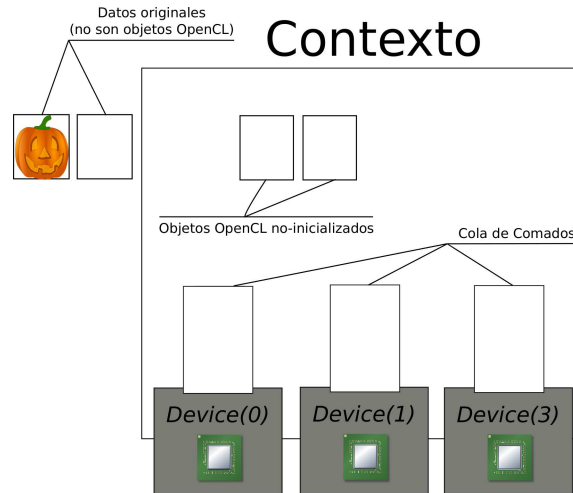 Datos originales
(no son objetos OpenCL)
Contexto
Objetos OpenCL no-inicializados
Cola de Comados
Device(0)
Device(1)
Device(3)